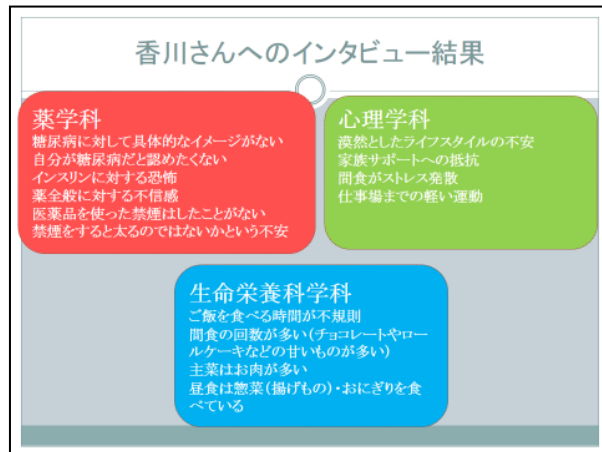 香川さんへのインタビュー結果
薬学科
糖尿病に対して具体的なイメージがない
自分が糖尿病だと認めたくない
インスリンに対する恐怖
薬全般に対する不信感
医薬品を使った禁煙はしたことがない
禁煙をすると太るのではないかという不安
心理学科
漠然としたライフスタイルの不安
家族サポートへの抵抗
間食がストレス発散
仕事場までの軽い運動
生命栄養科学科
ご飯を食べる時間が不規則
間食の回数が多い(チョコレートやロー
ルケーキなどの甘いものが多い)
主菜はお肉が多い
昼食は惣菜(揚げもの)・おにぎりを食
べている